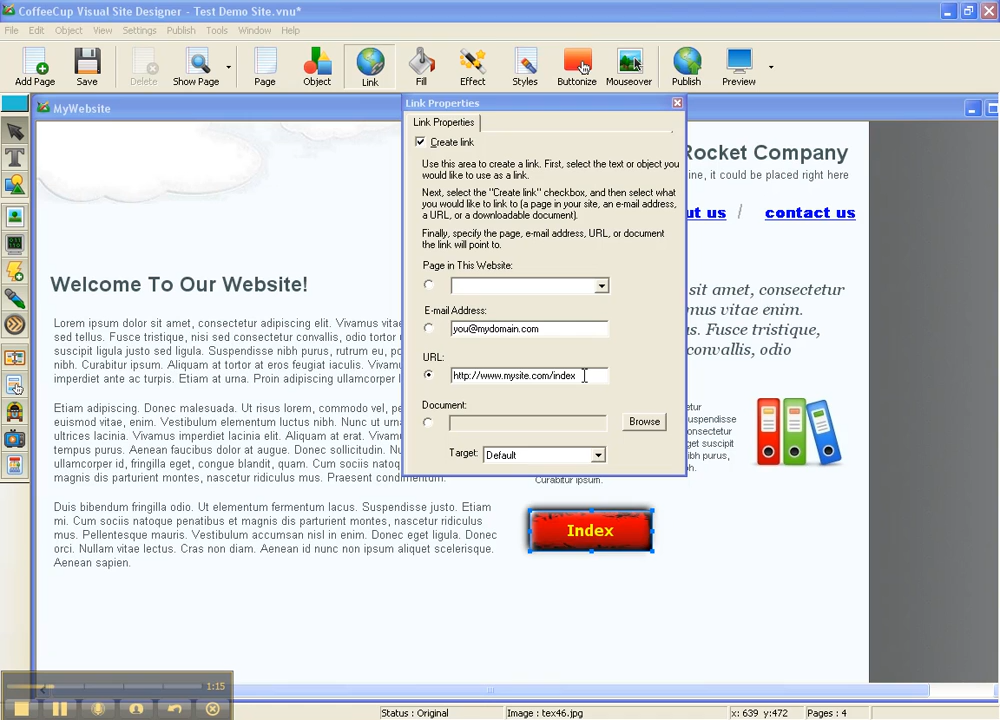 CoffeeCup Visual Site Designer - Test Demo Site.vnu*
File Edit Object View Settings Publish Tools Window Help
Add Page Save Delete Show Page Page Object Link Fill Effect Styles Buttonize Mouseover Publish Preview
MyWebsite
Link Properties
Link Properties
Create link
Use this area to create a link. First, select the text or object you
would like to use as a link.
Next, select the "Create link" checkbox, and then select what
you would like to link to (a page in your site, an e-mail address,
a URL, or a downloadable document).
Finally, specify the page, e-mail address, URL, or document
the link will point to.
Page in This Website:
E-mail Address:
you@mydomain.com
URL:
http://www.mysite.com/index
Document:
Browse
Target: Default
Rocket Company
ine, it could be placed right here
ut us / contact us
Welcome To Our Website!
Lorem ipsum dolor sit amet, consectetur adipiscing elit. Vivamus vitae
sed tellus. Fusce tristique, nisi sed consectetur convallis, odio tortor
suscipit ligula justo sed ligula. Suspendisse nibh purus, rutrum eu, po
nibh. Curabitur ipsum. Aliquam at tortor at eros feugiat iaculis. Vivamus
imperdiet ante ac turpis. Etiam at urna. Proin adipiscing ullamcorper l
Etiam adipiscing. Donec malesuada. Ut risus lorem, commodo vel, pe
euismod vitae, enim. Vestibulum elementum luctus nibh. Nunc ut urna
ultrices lacinia. Vivamus imperdiet lacinia elit. Aliquam at erat. Vivamus
tempus purus. Aenean faucibus dolor at augue. Donec sollicitudin. N
ullamcorper id, fringilla eget, congue blandit, quam. Cum sociis natoq
magnis dis parturient montes, nascetur ridiculus mus. Praesent condimentum.
Duis bibendum fringilla odio. Ut elementum fermentum lacus. Suspendisse justo. Etiam
mi. Cum sociis natoque penatibus et magnis dis parturient montes, nascetur ridiculus
mus. Pellentesque mauris. Vestibulum accumsan nisl in enim. Donec eget ligula. Donec
orci. Nullam vitae lectus. Cras non diam. Aenean id nunc non ipsum aliquet scelerisque.
Aenean sapien.
sit amet, consectetur
mus vitae enim.
s. Fusce tristique,
convallis, odio
etur
uspendisse
onsectetur
get suscipit
ibh purus,
h.
Curabitur ipsum.
Index
1:15
Status : Original Image : tex46.jpg x: 639 y:472 Pages : 4